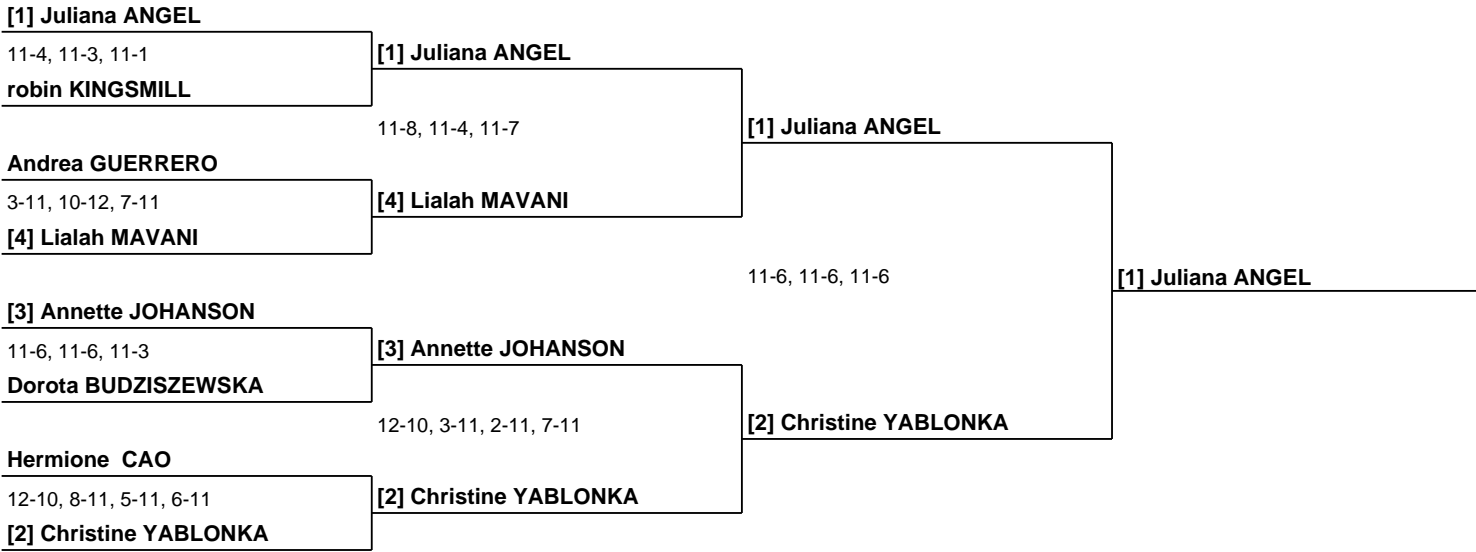 [1] Juliana ANGEL
11-4, 11-3, 11-1
robin KINGSMILL
Andrea GUERRERO
3-11, 10-12, 7-11
[4] Lialah MAVANI
[3] Annette JOHANSON
11-6, 11-6, 11-3
Dorota BUDZISZEWSKA
Hermione  CAO
12-10, 8-11, 5-11, 6-11
[2] Christine YABLONKA
[1] Juliana ANGEL
11-8, 11-4, 11-7
[4] Lialah MAVANI
[3] Annette JOHANSON
12-10, 3-11, 2-11, 7-11
[2] Christine YABLONKA
[1] Juliana ANGEL
11-6, 11-6, 11-6
[2] Christine YABLONKA
[1] Juliana ANGEL